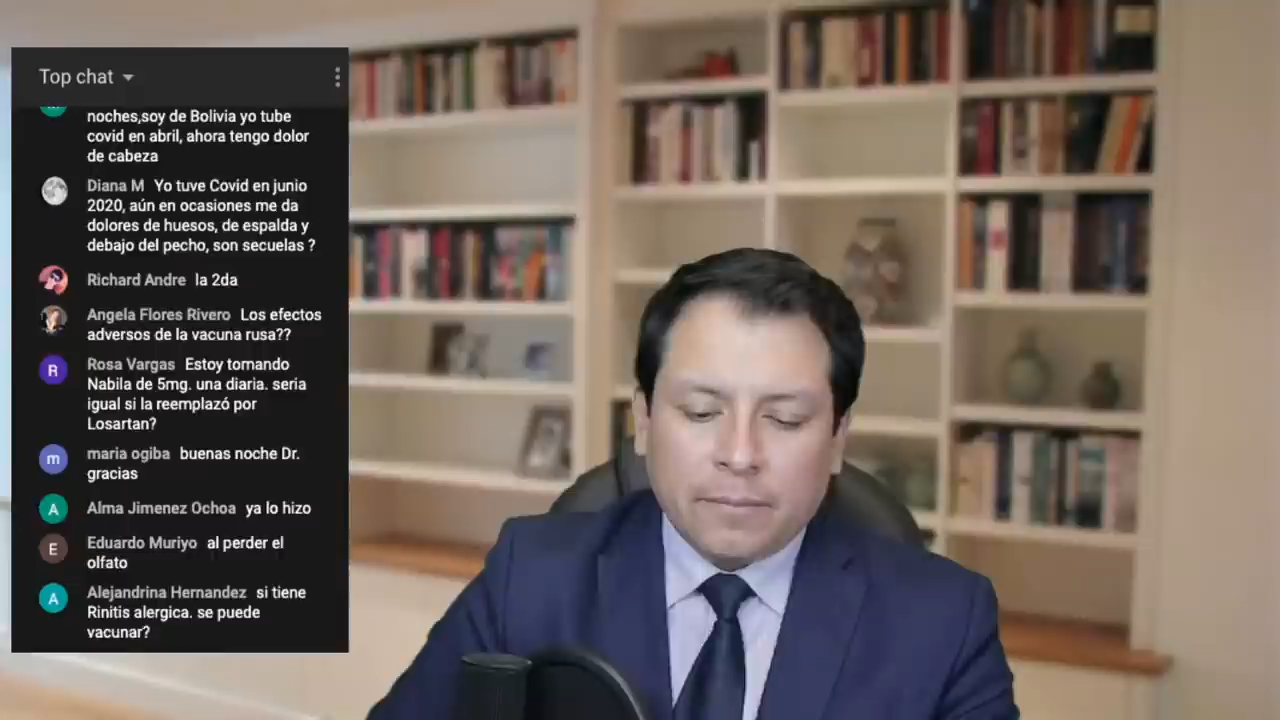 Top chat
noches,soy de Bolivia yo tube
covid en abril, ahora tengo dolor
de cabeza
Diana M Yo tuve Covid en junio
2020, aún en ocasiones me da
dolores de huesos, de espalda y
debajo del pecho, son secuelas ?
Richard Andre la 2da
Angela Flores Rivero Los efectos
adversos de la vacuna rusa??
R Rosa Vargas Estoy tomando
Nabila de 5mg. una diaria. seria
igual si la reemplazó por
Losartan?
m maria ogiba buenas noche Dr.
gracias
A Alma Jimenez Ochoa ya lo hizo
E Eduardo Muriyo al perder el
olfato
A Alejandrina Hernandez si tiene
Rinitis alergica. se puede
vacunar?